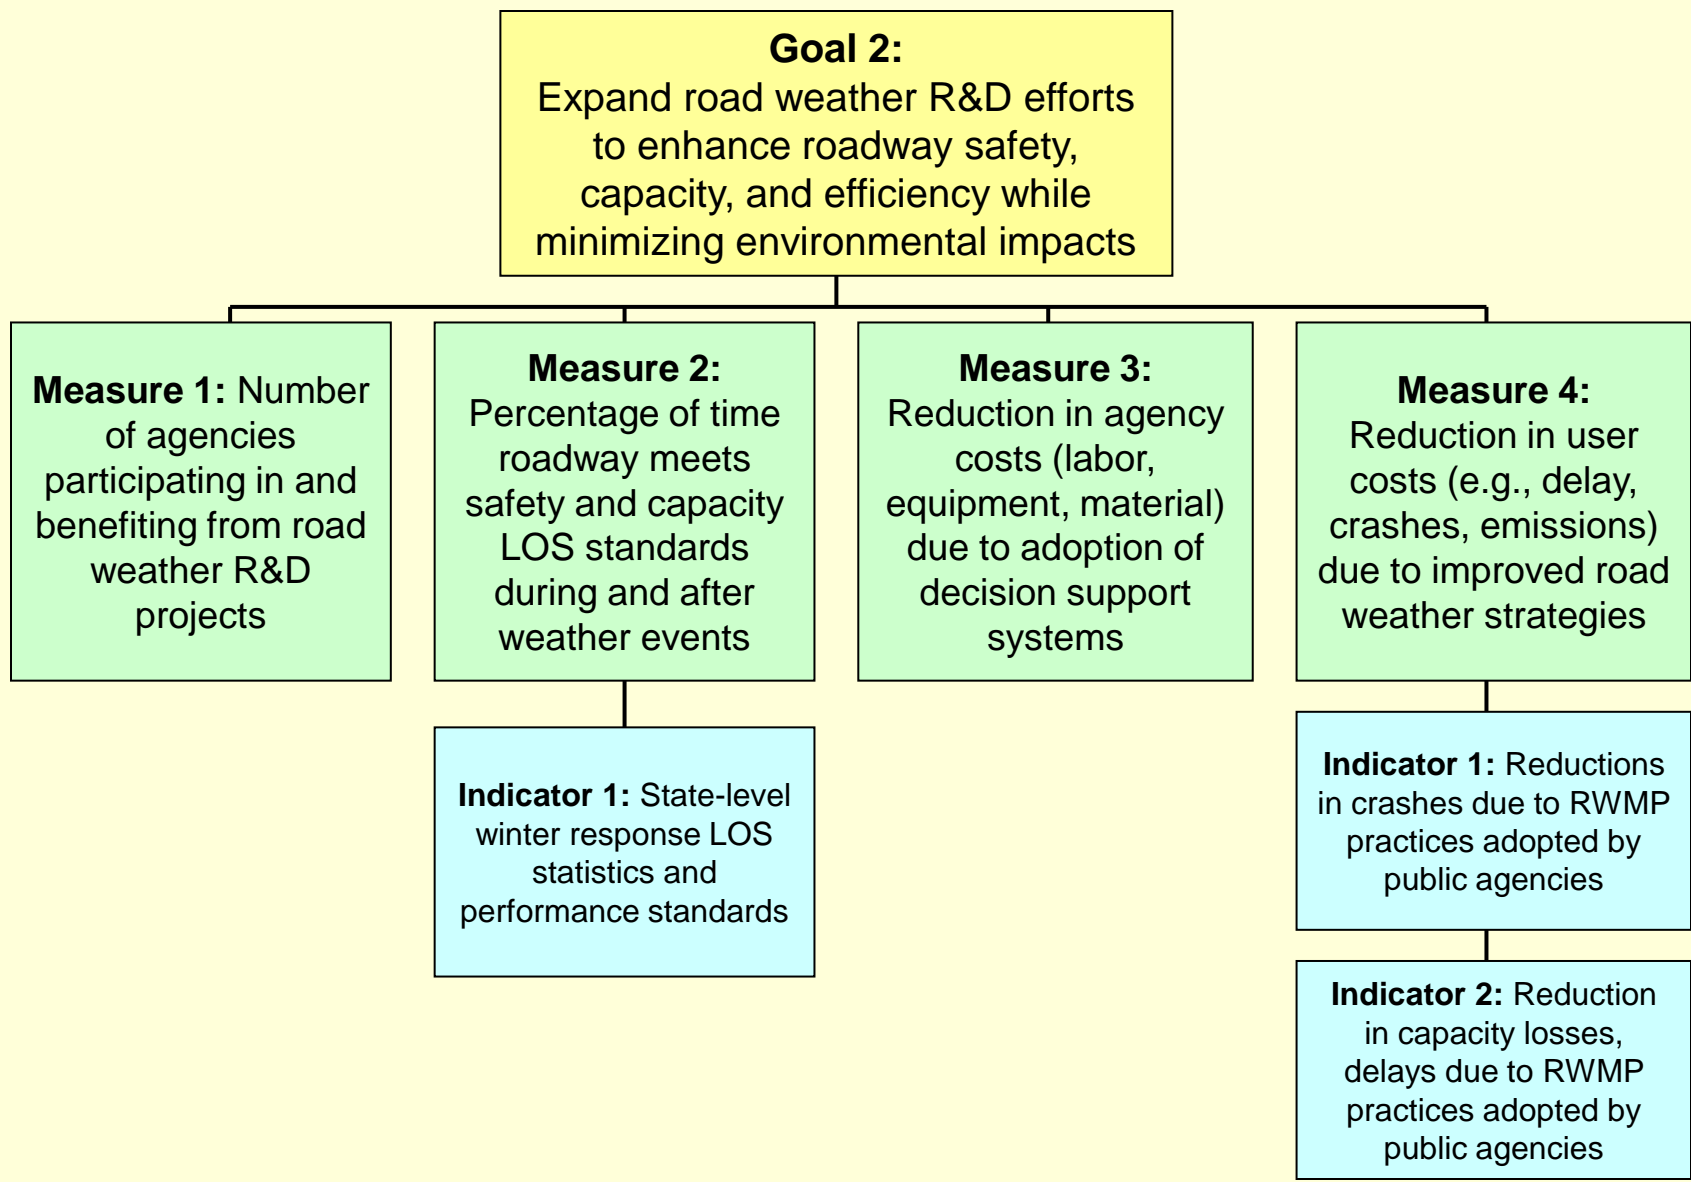 Goal 2:
Expand road weather R&D efforts
to enhance roadway safety,
capacity, and efficiency while
minimizing environmental impacts
Measure 1: Number
of agencies
participating in and
benefiting from road
weather R&D
projects
Measure 2:
Percentage of time
roadway meets
safety and capacity
LOS standards
during and after
weather events
Measure 3:
Reduction in agency
costs (labor,
equipment, material)
due to adoption of
decision support
systems
Measure 4:
Reduction in user
costs (e.g., delay,
crashes, emissions)
due to improved road
weather strategies
Indicator 1: State-level
winter response LOS
statistics and
performance standards
Indicator 1: Reductions
in crashes due to RWMP
practices adopted by
public agencies
Indicator 2: Reduction
in capacity losses,
delays due to RWMP
practices adopted by
public agencies